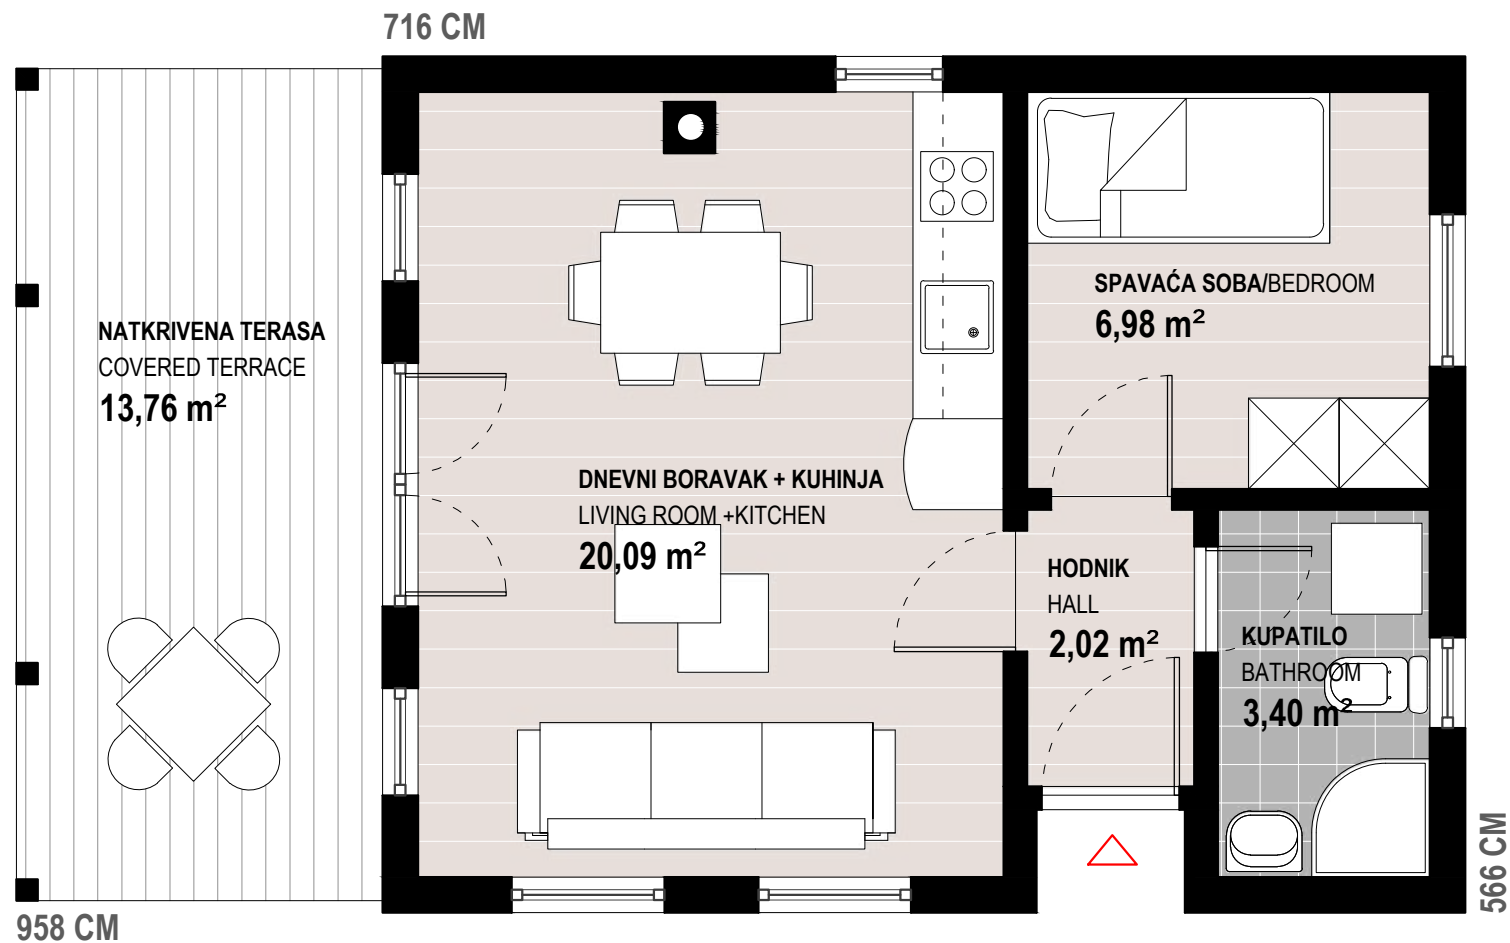 716 CM
NATKRIVENA TERASA
COVERED TERRACE
13,76 m²
DNEVNI BORAVAK + KUHINJA
LIVING ROOM +KITCHEN
20,09 m²
SPAVAĆA SOBA/BEDROOM
6,98 m²
HODNIK
HALL
2,02 m²
KUPATILO
BATHROOM
3,40 m²
566 CM
958 CM